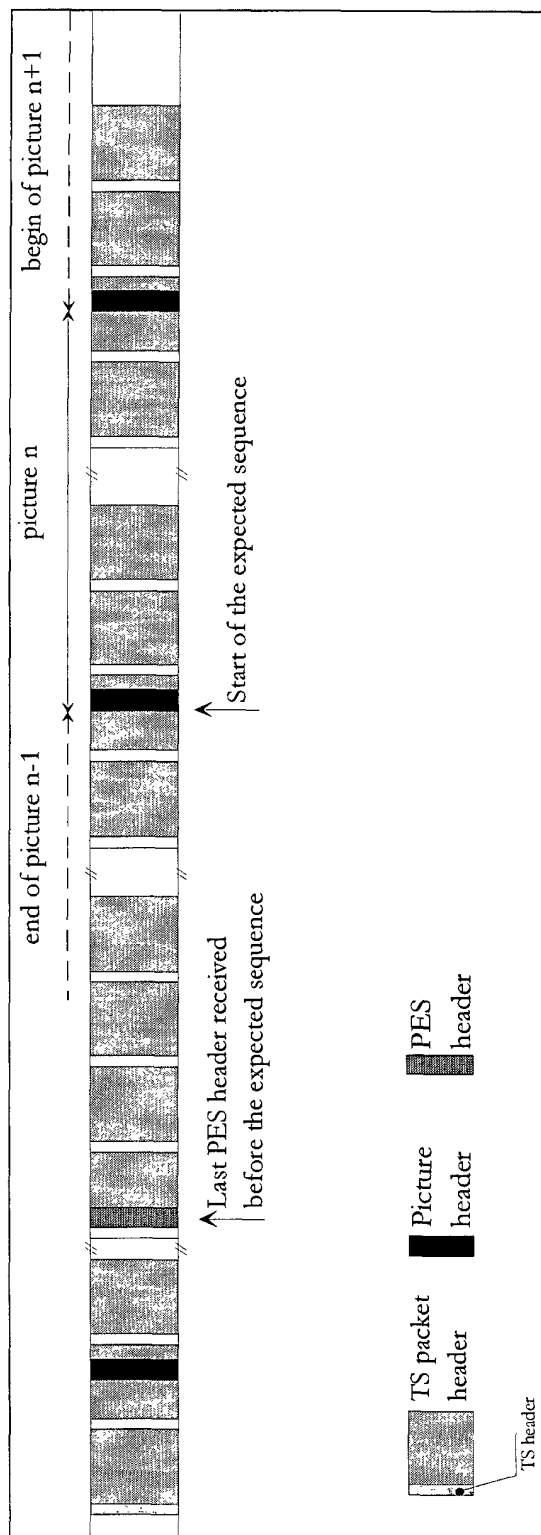 end of picture n-1
picture n
begin of picture n+1
Last PES header received
before the expected sequence
Start of the expected sequence
TS packet
header
Picture
header
PES
header
TS header